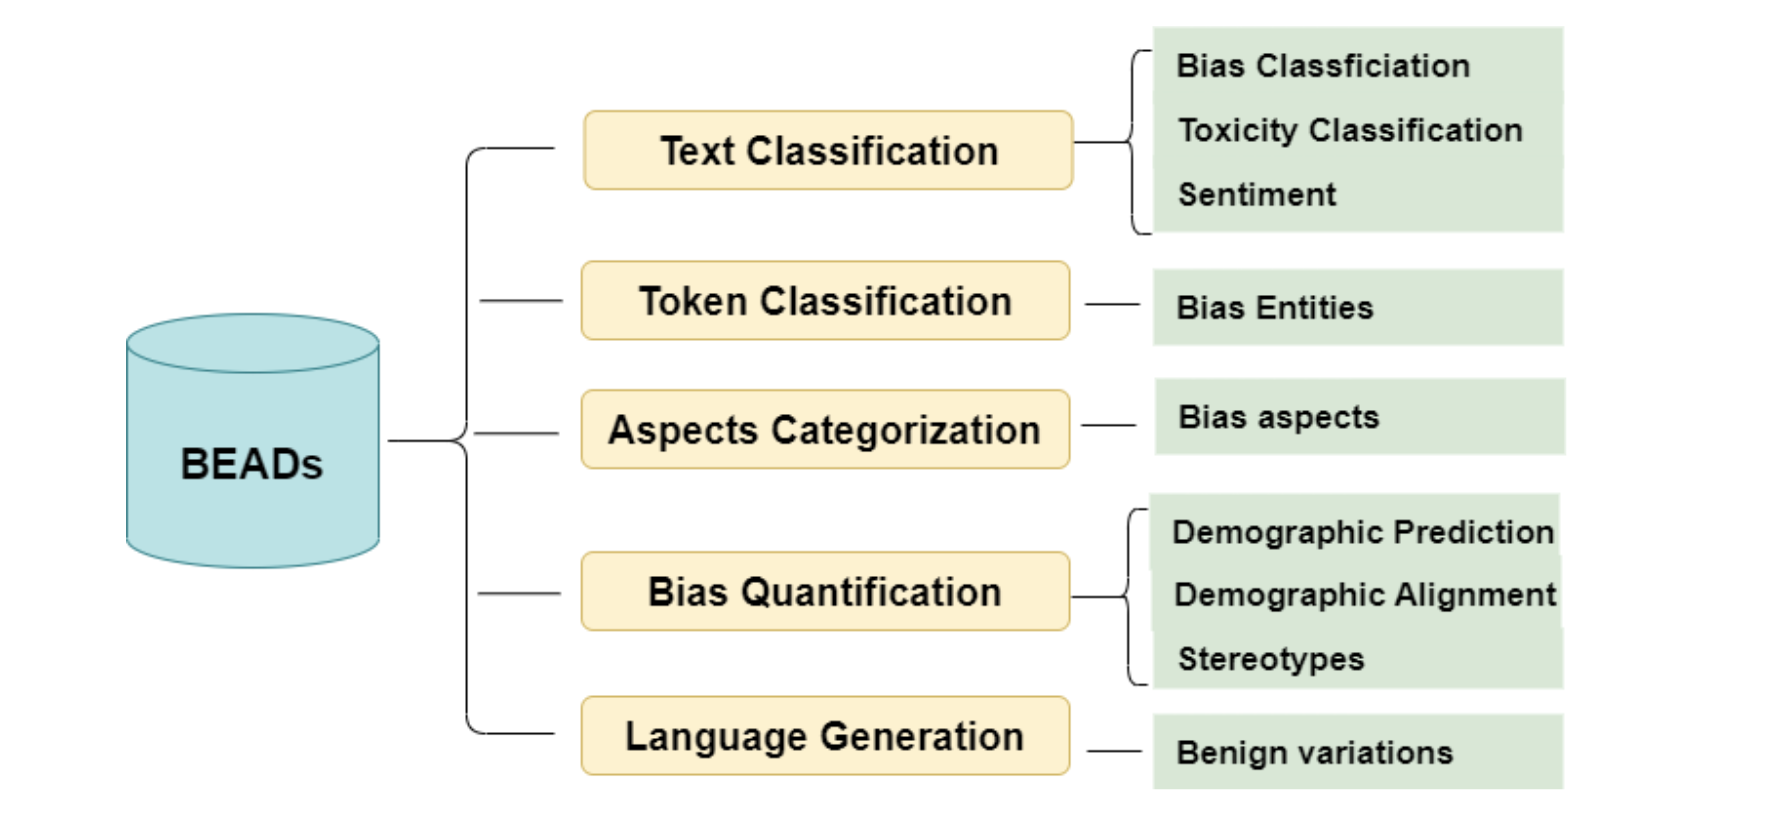 BEADs
Text Classification
Bias Classficiation
Toxicity Classification
Sentiment
Token Classification
Bias Entities
Aspects Categorization
Bias aspects
Bias Quantification
Demographic Prediction
Demographic Alignment
Stereotypes
Language Generation
Benign variations